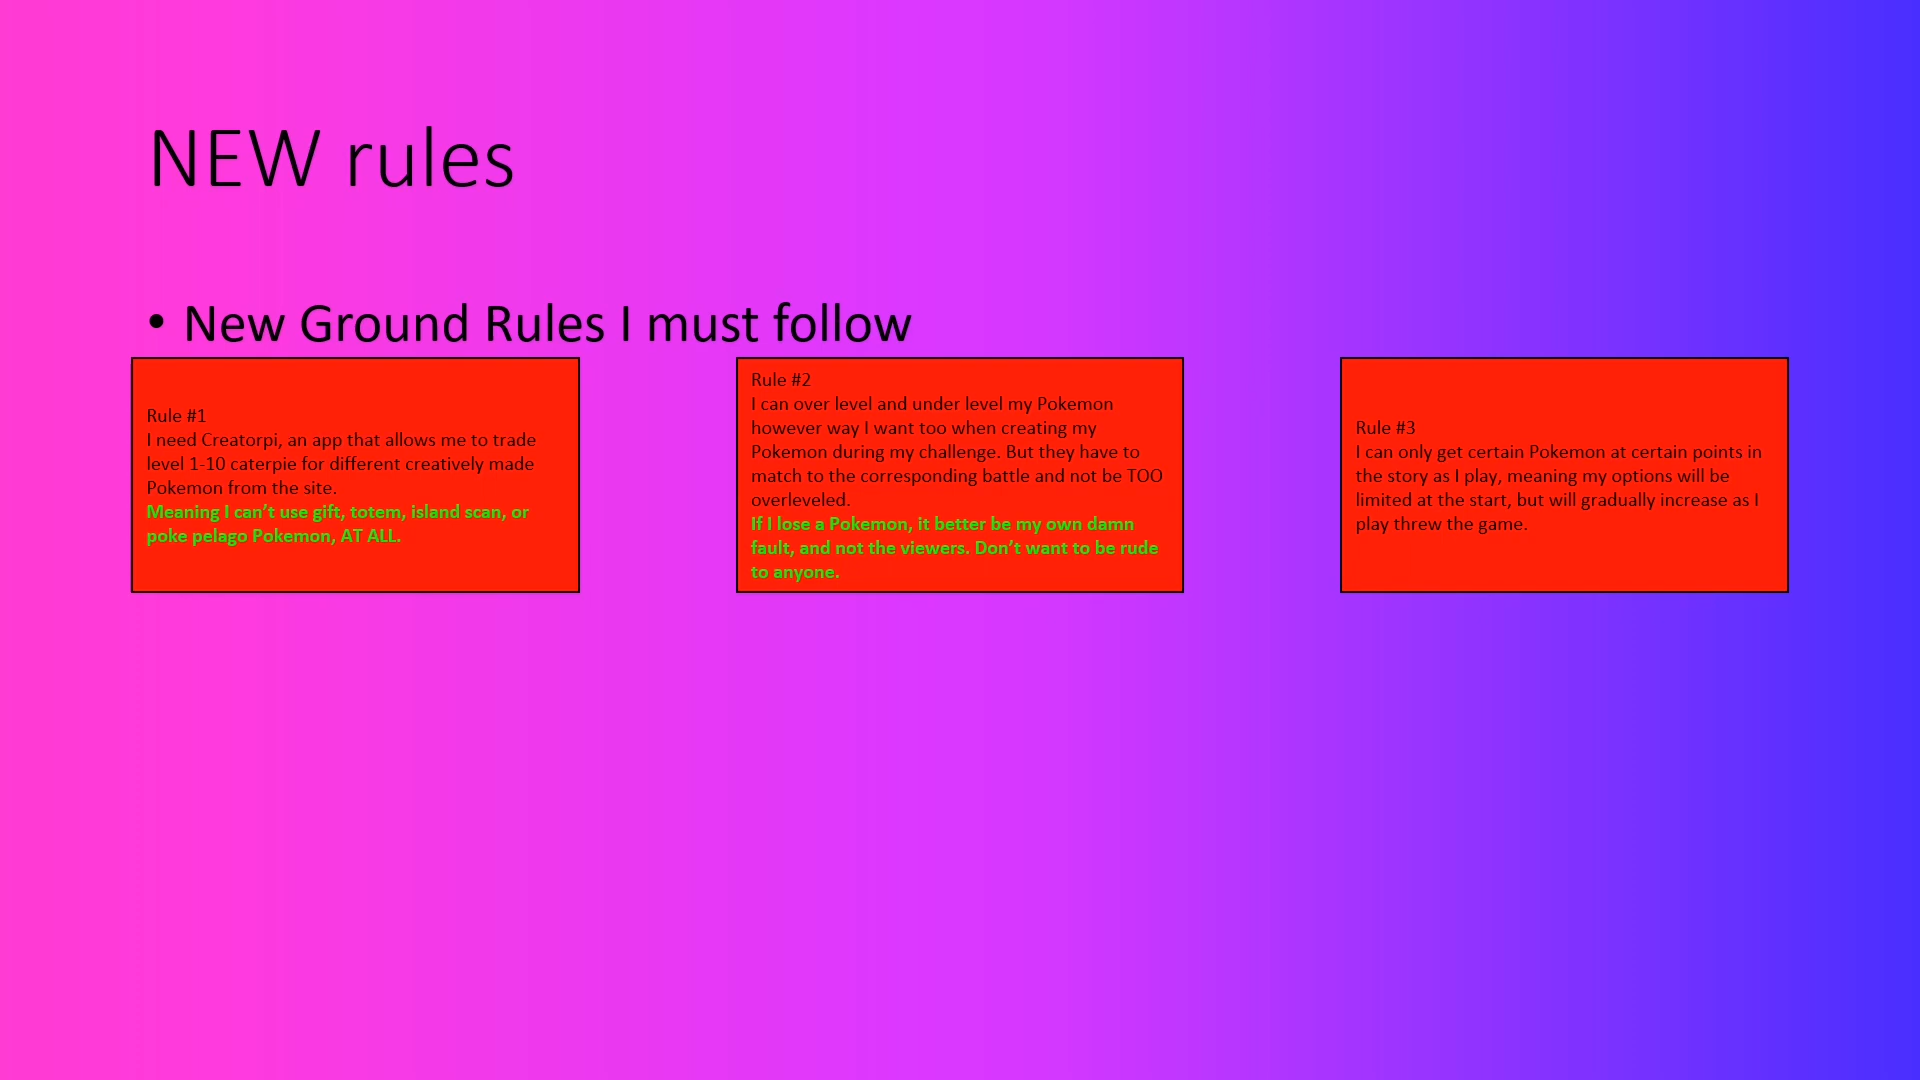 NEW rules
• New Ground Rules I must follow
Rule #1
I need Creatorpi, an app that allows me to trade
level 1-10 caterpie for different creatively made
Pokemon from the site.
Meaning I can't use gift, totem, island scan, or
poke pelago Pokemon, AT ALL.
Rule #2
I can over level and under level my Pokemon
however way I want too when creating my
Pokemon during my challenge. But they have to
match to the corresponding battle and not be TOO
overleveled.
If I lose a Pokemon, it better be my own damn
fault, and not the viewers. Don't want to be rude
to anyone.
Rule #3
I can only get certain Pokemon at certain points in
the story as I play, meaning my options will be
limited at the start, but will gradually increase as I
play threw the game.